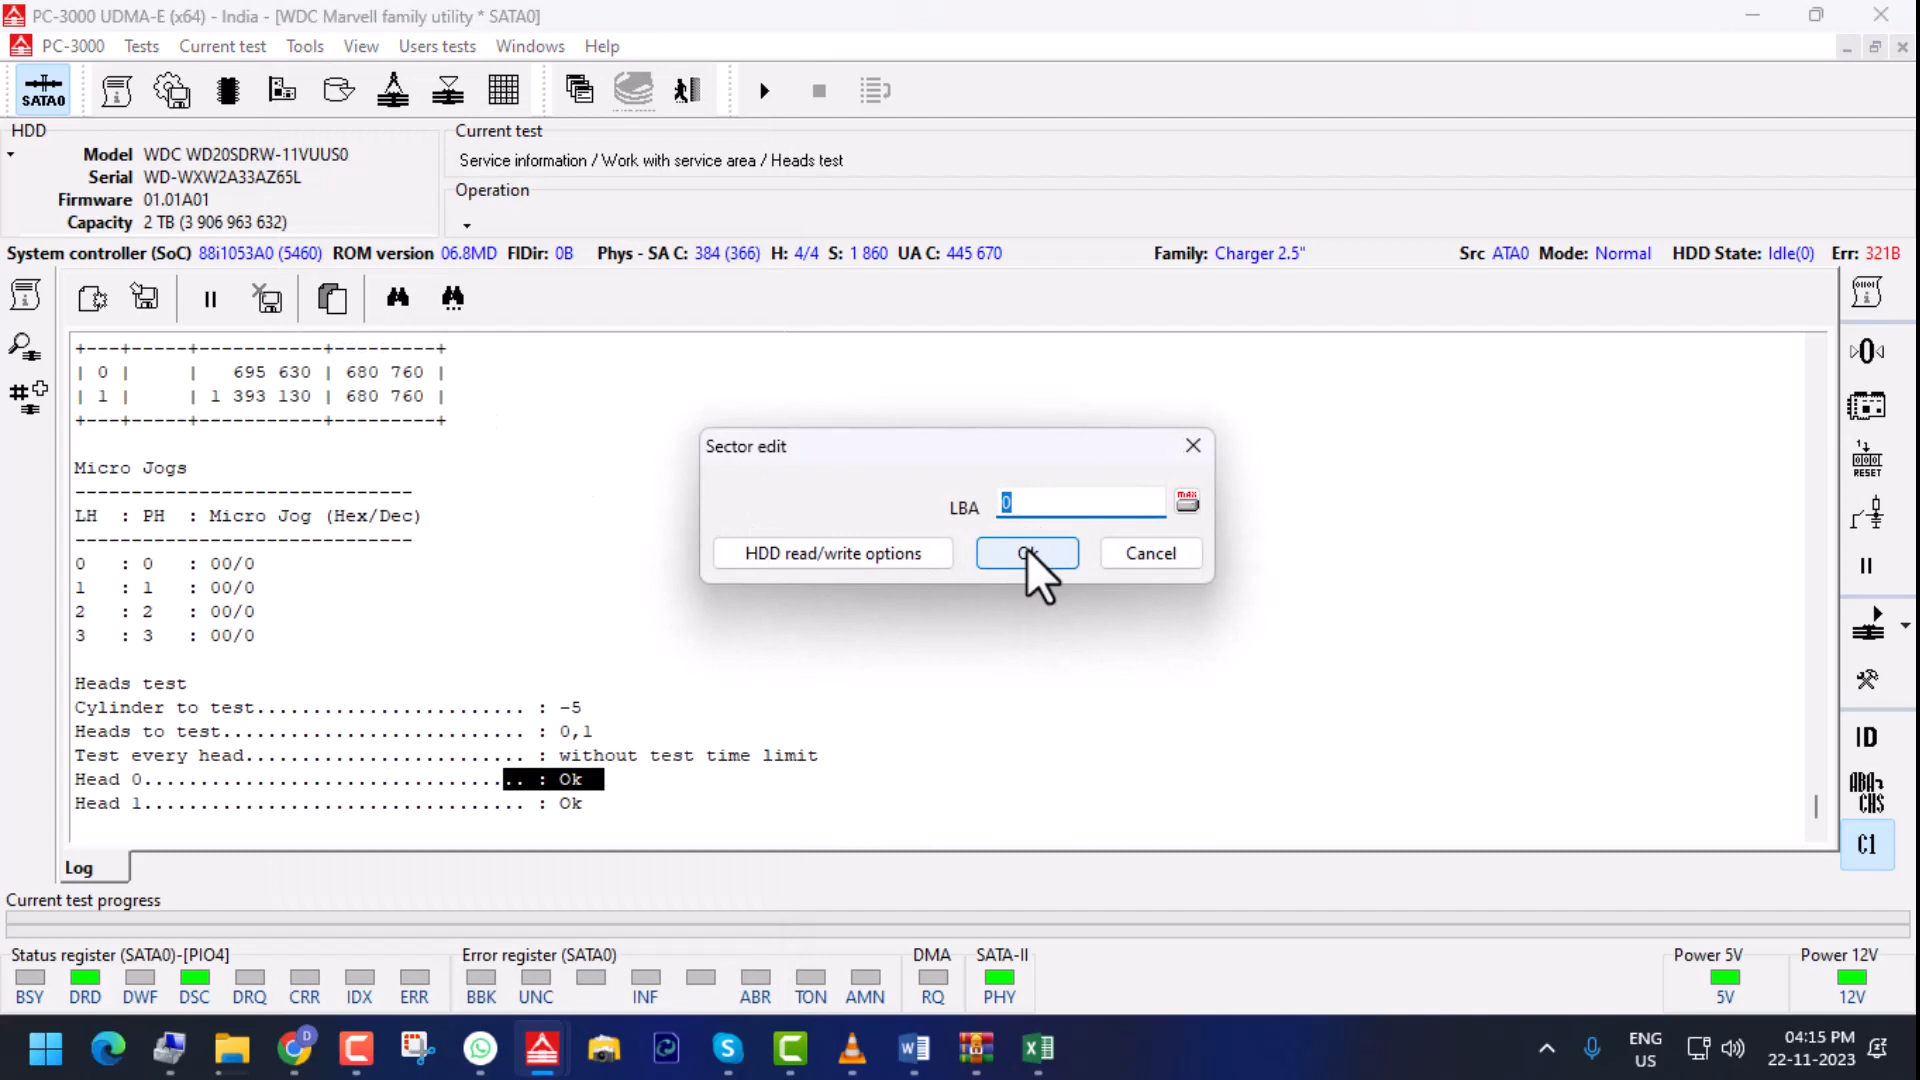 PC-3000 UDMA-E (x64) - India - [WDC Marvell family utility * SATA0]
PC-3000 Tests Current test Tools View Users tests Windows Help
SATA0
HDD
Model WDC WD20SDRW-11VUUS0
Serial WD-WXW2A33AZ65L
Firmware 01.01A01
Capacity 2 TB (3 906 963 632)
Current test
Service information / Work with service area / Heads test
Operation
System controller (SoC) 88i1053A0 (5460) ROM version 06.8MD FlDir: 0B Phys - SA C: 384 (366) H: 4/4 S: 1 860 UA C: 445 670 Family: Charger 2.5" Src ATA0 Mode: Normal HDD State: Idle(0) Err: 321B
+---+-----+-----------+---------+
| 0 | | 695 630 | 680 760 |
| 1 | | 1 393 130 | 680 760 |
+---+-----+-----------+---------+
Micro Jogs
------------------------------
LH : PH : Micro Jog (Hex/Dec)
------------------------------
0 : 0 : 00/0
1 : 1 : 00/0
2 : 2 : 00/0
3 : 3 : 00/0
Heads test
Cylinder to test........................ : -5
Heads to test........................... : 0,1
Test every head......................... : without test time limit
Head 0.................................. : Ok
Head 1.................................. : Ok
Sector edit
LBA 0
max
HDD read/write options Ok Cancel
RESET
ID
ABA
CHS
C1
Log
Current test progress
Status register (SATA0)-[PIO4] Error register (SATA0) DMA SATA-II Power 5V Power 12V
BSY DRD DWF DSC DRQ CRR IDX ERR BBK UNC INF ABR TON AMN RQ PHY 5V 12V
ENG
US
04:15 PM
22-11-2023